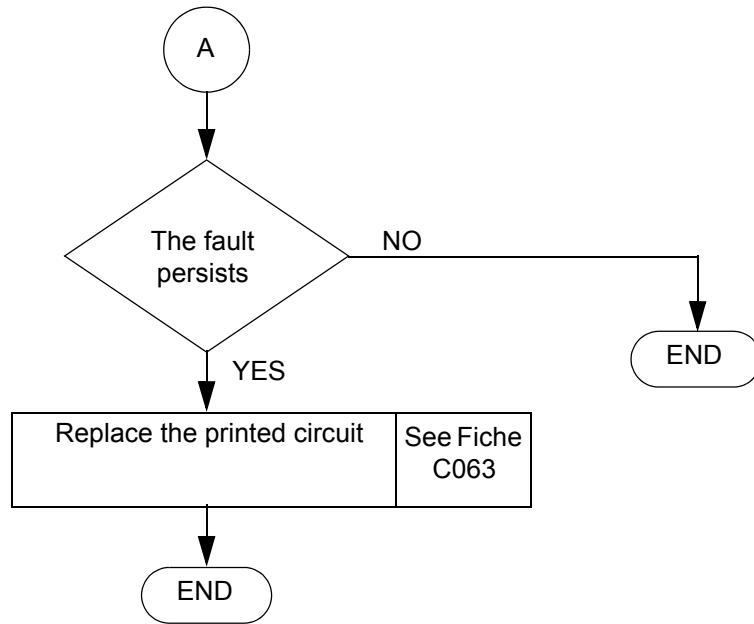 A
The fault
persists
NO
END
YES
Replace the printed circuit
See Fiche
C063
END